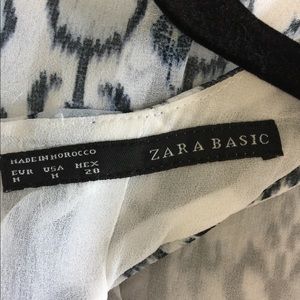 MADE IN MOROCCO
EUR USA MEX
M M 28
ZARA BASIC